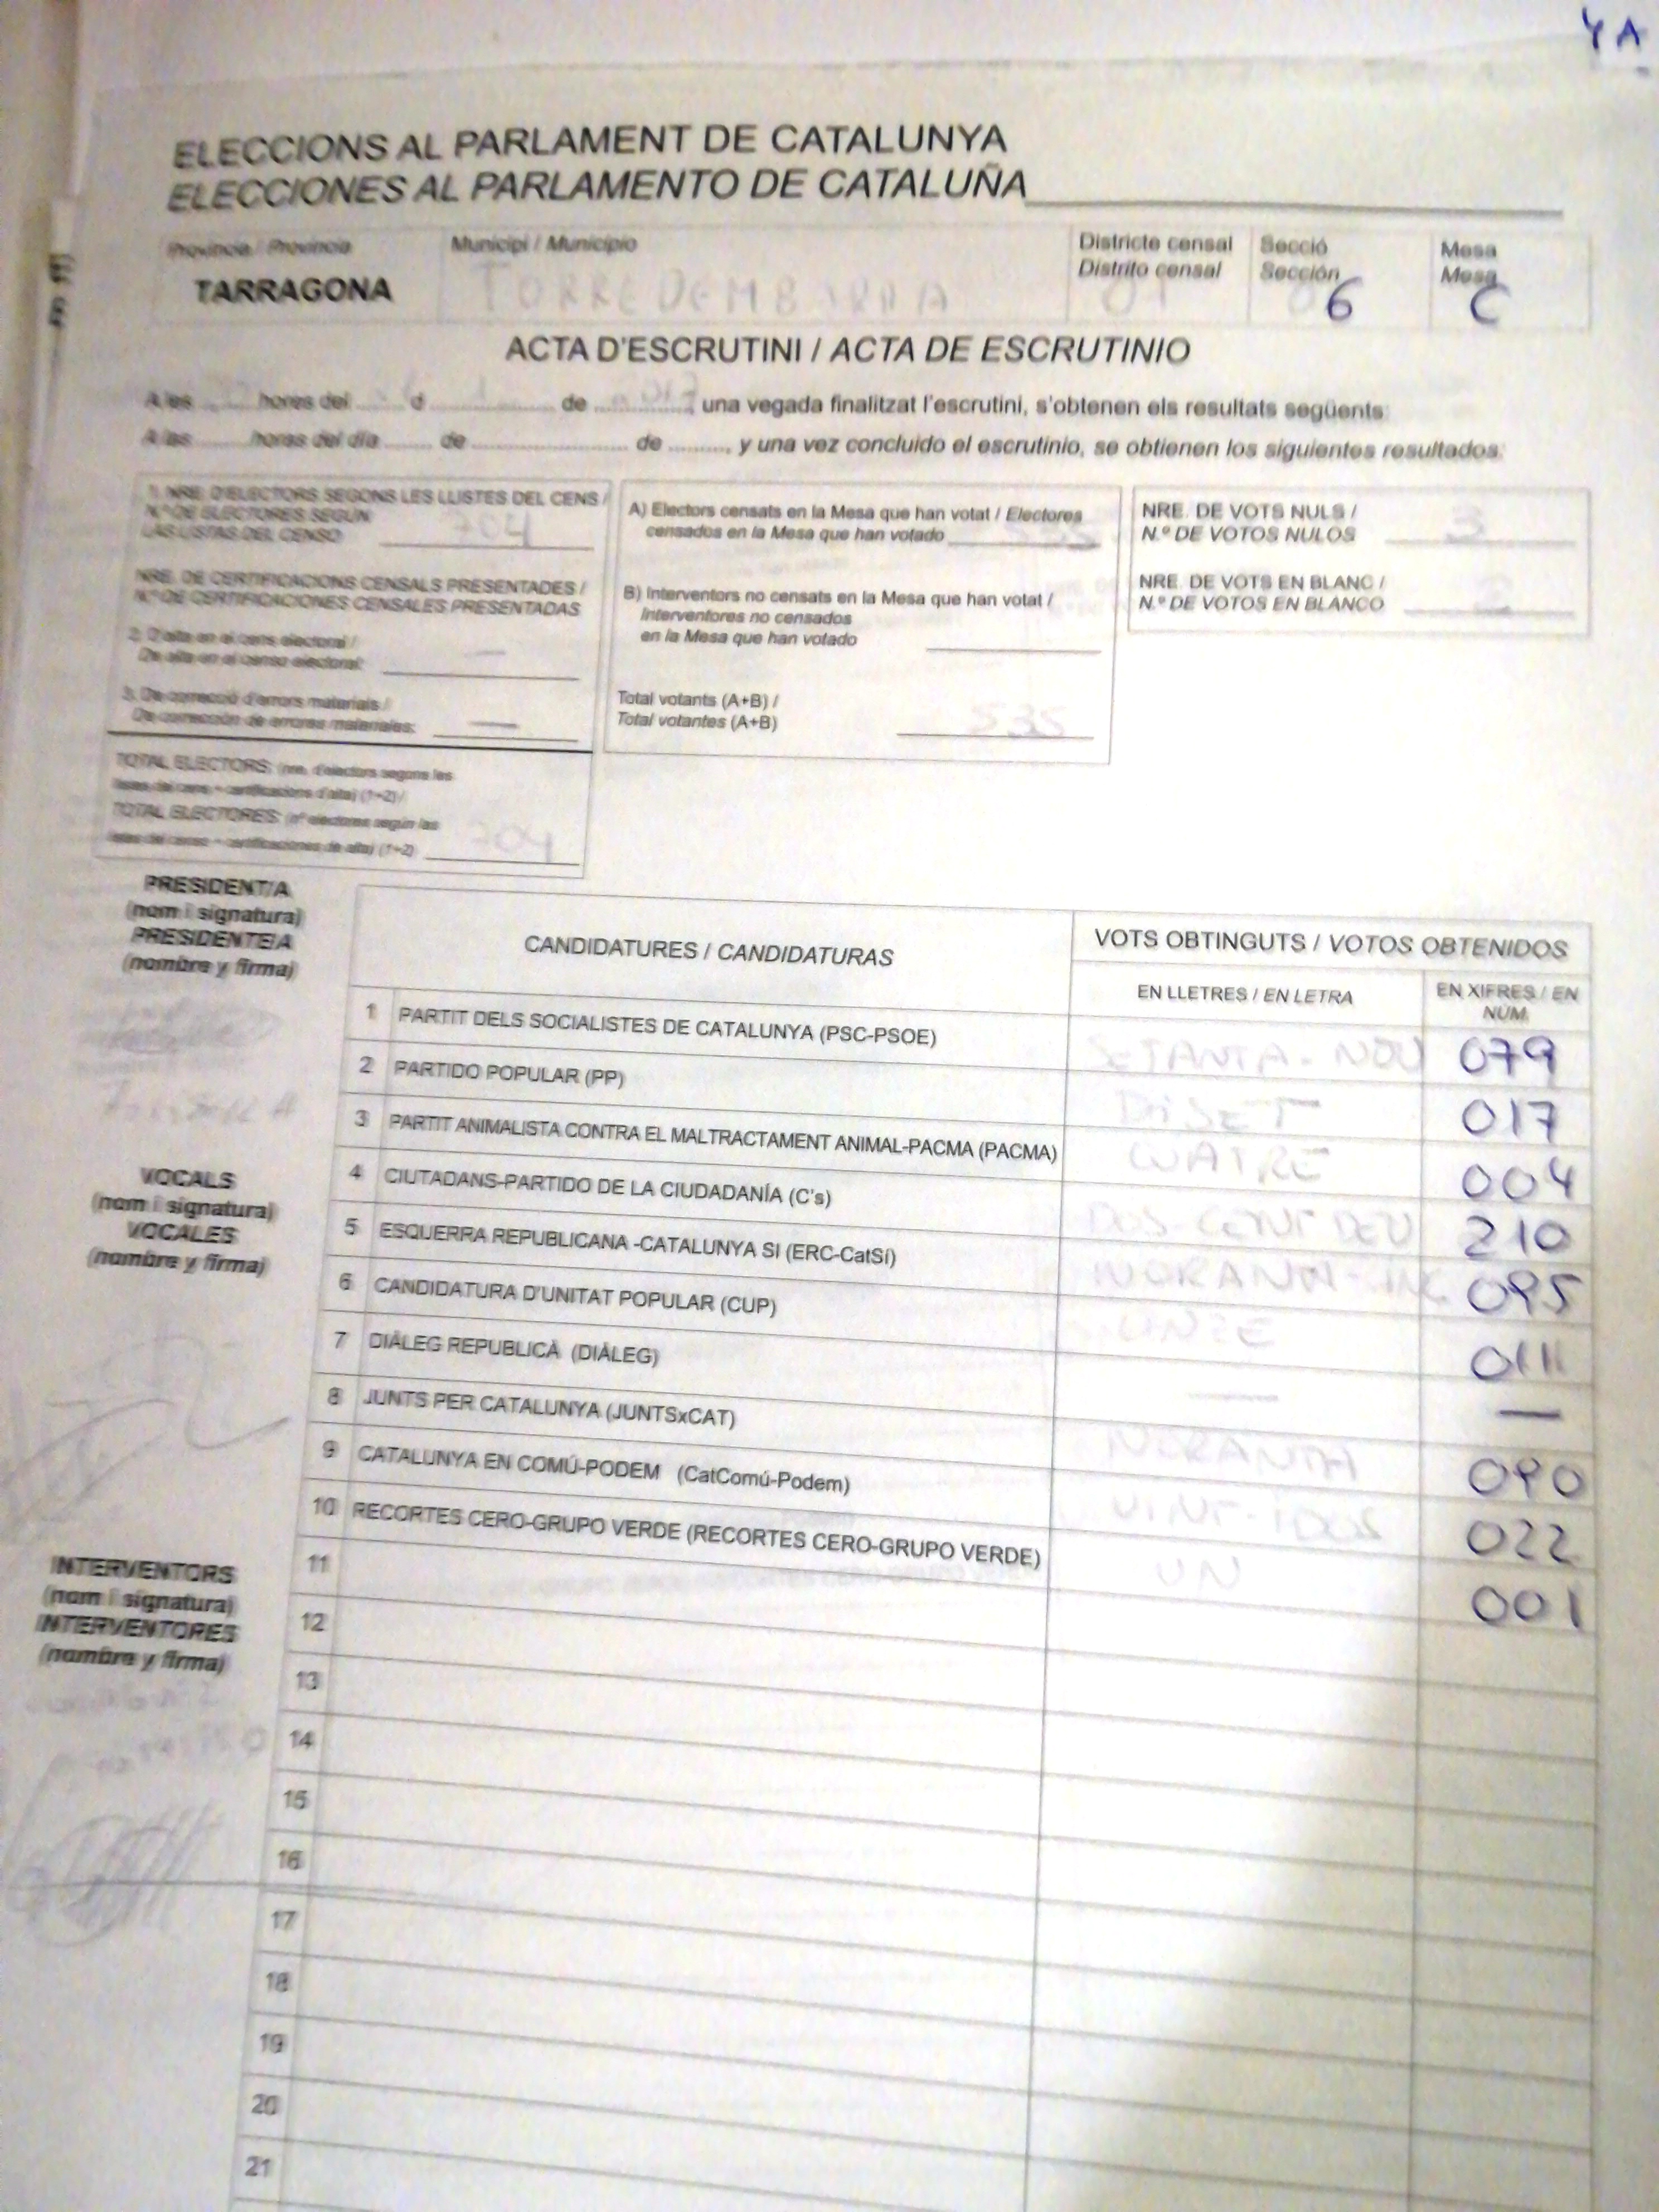 4A
ELECCIONS AL PARLAMENT DE CATALUNYA
ELECCIONES AL PARLAMENTO DE CATALUÑA
Provincia / Provincia Municipi / Municipio Districte censal Secció Mesa
Distrito censal Sección Mesa
TARRAGONA TORREDEMBARRA 01 6 C
ACTA D'ESCRUTINI / ACTA DE ESCRUTINIO
A les hores del d de una vegada finalitzat l'escrutini, s'obtenen els resultats següents:
A las horas del día de de , y una vez concluido el escrutinio, se obtienen los siguientes resultados:
1. NRE. D'ELECTORS SEGONS LES LLISTES DEL CENS /
N.º DE ELECTORES SEGÚN
LAS LISTAS DEL CENSO 704
NRE. DE CERTIFICACIONS CENSALS PRESENTADES /
N.º DE CERTIFICACIONES CENSALES PRESENTADAS
2. D'alta en el cens electoral /
De alta en el censo electoral: —
3. De correcció d'errors materials /
De corrección de errores materiales: —
TOTAL ELECTORS: (nre. d'electors segons les
llistes del cens + certificacions d'alta) (1+2) /
TOTAL ELECTORES: (nº electores según las
listas del censo + certificaciones de alta) (1+2) 704
A) Electors censats en la Mesa que han votat / Electores
censados en la Mesa que han votado
B) Interventors no censats en la Mesa que han votat /
Interventores no censados
en la Mesa que han votado
Total votants (A+B) /
Total votantes (A+B) 535
NRE. DE VOTS NULS /
N.º DE VOTOS NULOS 3
NRE. DE VOTS EN BLANC /
N.º DE VOTOS EN BLANCO
PRESIDENT/A
(nom i signatura)
PRESIDENTE/A
(nombre y firma)
VOCALS
(nom i signatura)
VOCALES
(nombre y firma)
INTERVENTORS
(nom i signatura)
INTERVENTORES
(nombre y firma)
CANDIDATURES / CANDIDATURAS VOTS OBTINGUTS / VOTOS OBTENIDOS
EN LLETRES / EN LETRA EN XIFRES / EN NÚM.
1 PARTIT DELS SOCIALISTES DE CATALUNYA (PSC-PSOE) SETANTA-NOU 079
2 PARTIDO POPULAR (PP) DISET 017
3 PARTIT ANIMALISTA CONTRA EL MALTRACTAMENT ANIMAL-PACMA (PACMA) CUATRE 004
4 CIUTADANS-PARTIDO DE LA CIUDADANÍA (C's) DOS-CENT DEU 210
5 ESQUERRA REPUBLICANA -CATALUNYA SI (ERC-CatSí) 095
6 CANDIDATURA D'UNITAT POPULAR (CUP) UNZE 011
7 DIÀLEG REPUBLICÀ (DIÀLEG) — —
8 JUNTS PER CATALUNYA (JUNTSxCAT) NORANTA 090
9 CATALUNYA EN COMÚ-PODEM (CatComú-Podem) VINT-I DOS 022
10 RECORTES CERO-GRUPO VERDE (RECORTES CERO-GRUPO VERDE) UN 001
11
12
13
14
15
16
17
18
19
20
21